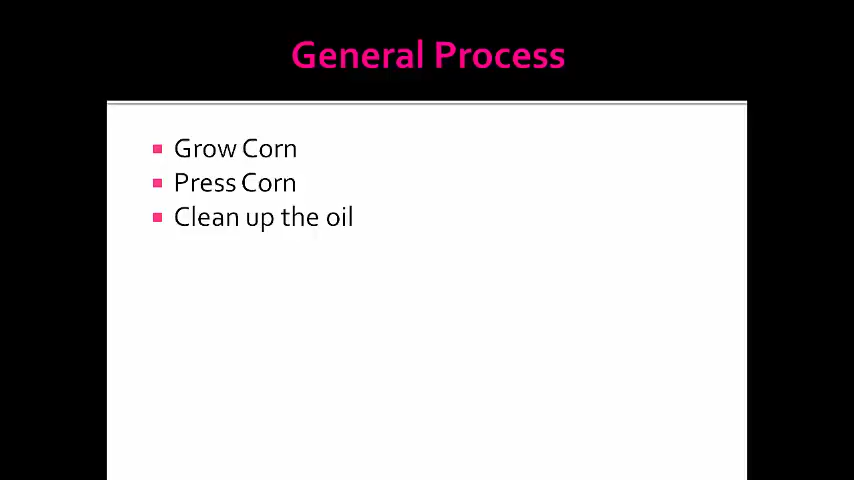 General Process
Grow Corn
Press Corn
Clean up the oil